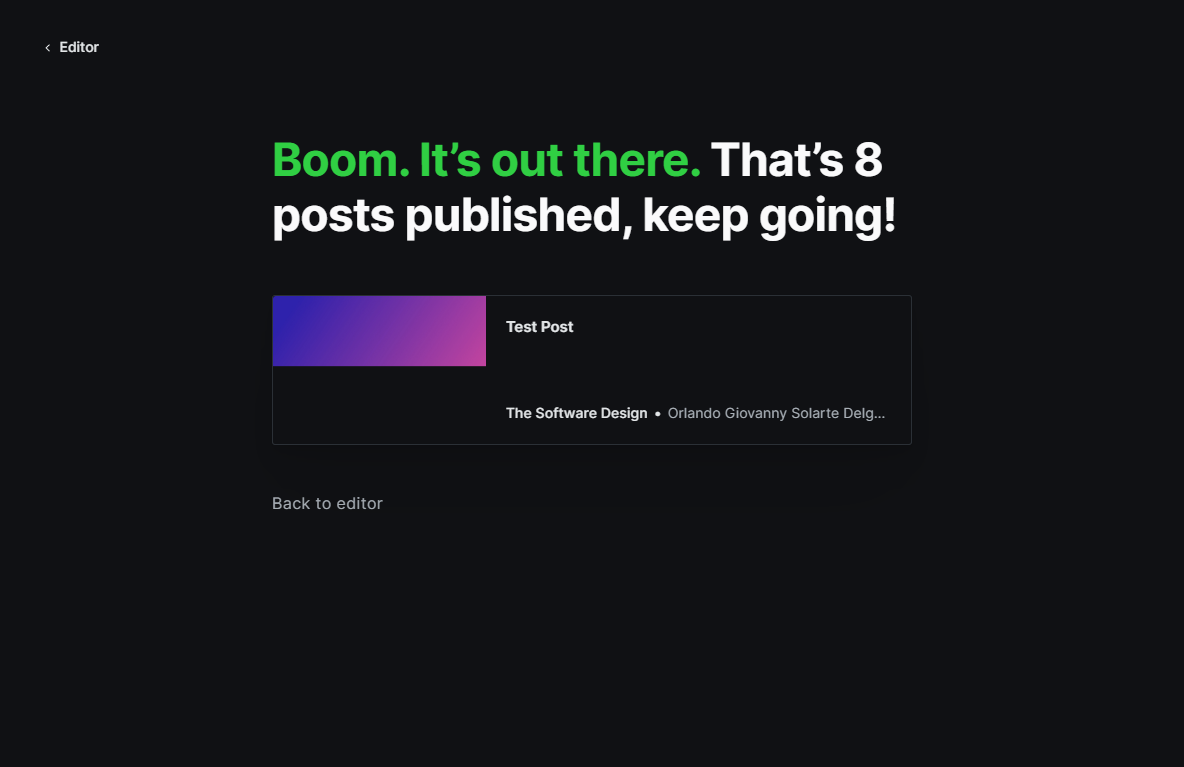 Editor
Boom. It’s out there. That’s 8
posts published, keep going!
Test Post
The Software Design • Orlando Giovanny Solarte Delg...
Back to editor